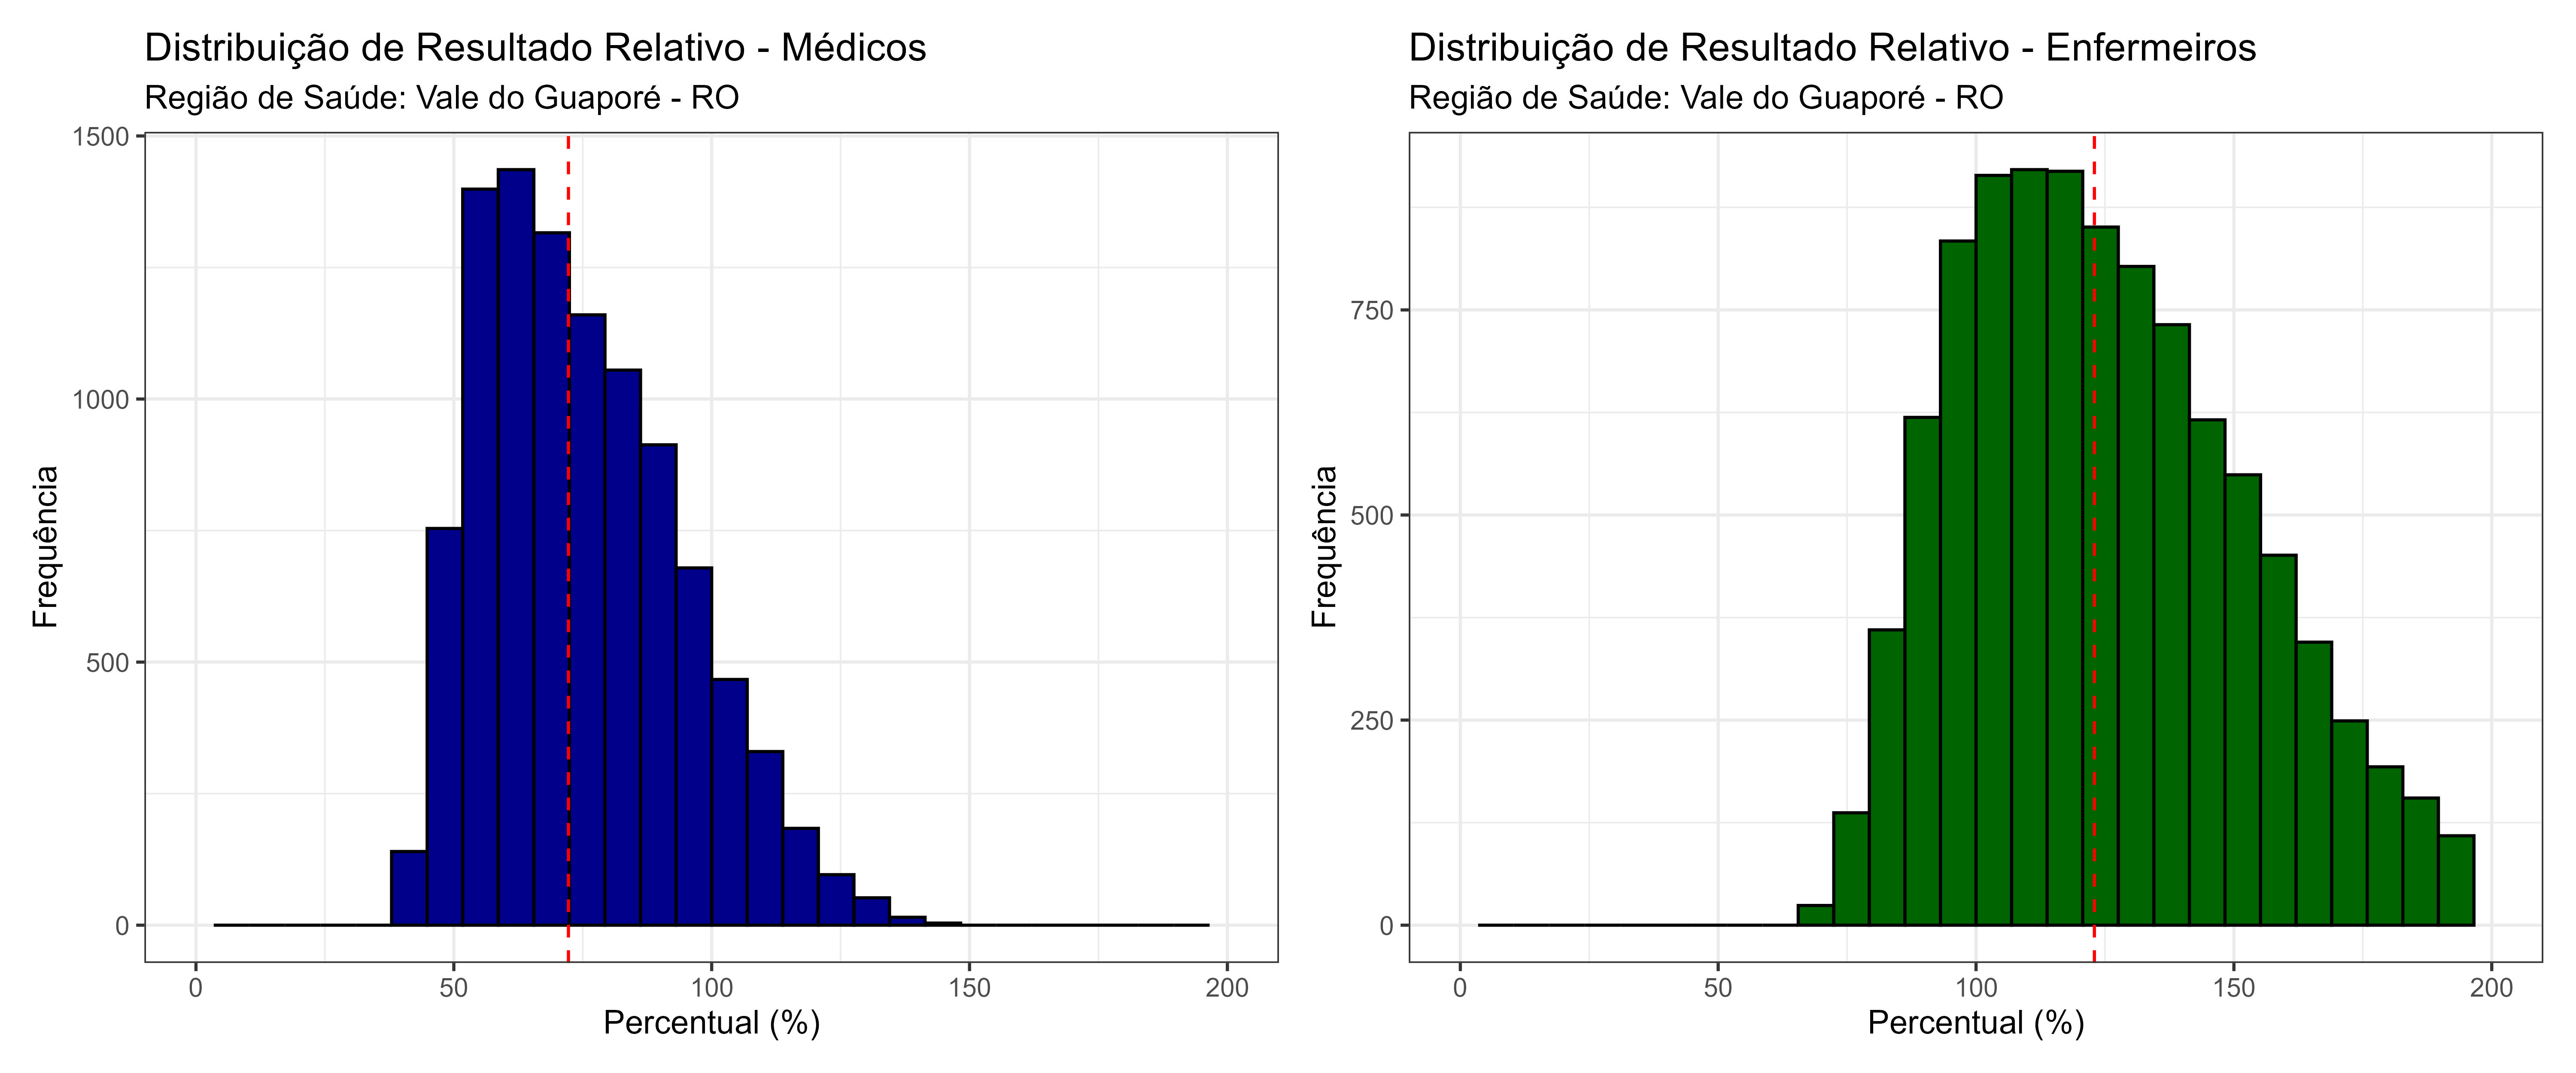 Distribuição de Resultado Relativo - Médicos
Região de Saúde: Vale do Guaporé - RO
1500
1000
500
0
Frequência
0 50 100 150 200
Percentual (%)
Distribuição de Resultado Relativo - Enfermeiros
Região de Saúde: Vale do Guaporé - RO
750
500
250
0
Frequência
0 50 100 150 200
Percentual (%)